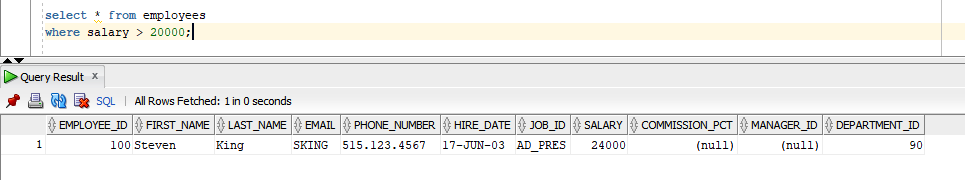 select * from employees
where salary > 20000;
Query Result x
SQL | All Rows Fetched: 1 in 0 seconds
EMPLOYEE_ID FIRST_NAME LAST_NAME EMAIL PHONE_NUMBER HIRE_DATE JOB_ID SALARY COMMISSION_PCT MANAGER_ID DEPARTMENT_ID
1 100 Steven King SKING 515.123.4567 17-JUN-03 AD_PRES 24000 (null) (null) 90